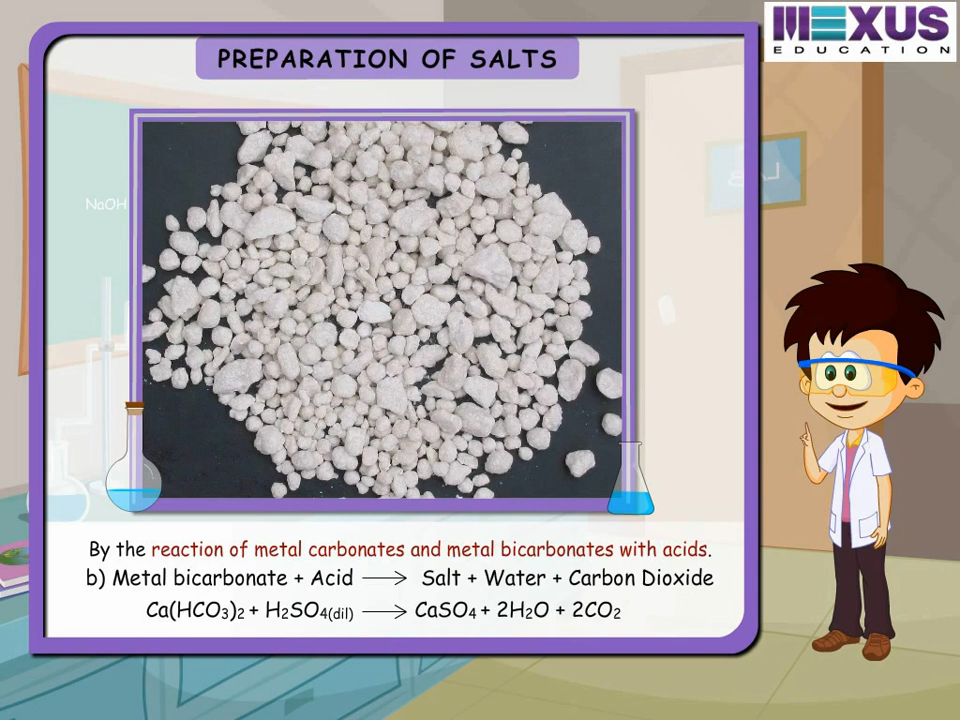 MEXUS
EDUCATION
PREPARATION OF SALTS
NaOH
By the reaction of metal carbonates and metal bicarbonates with acids.
b) Metal bicarbonate + Acid ⟶ Salt + Water + Carbon Dioxide
Ca(HCO₃)₂ + H₂SO₄(dil) ⟶ CaSO₄ + 2H₂O + 2CO₂